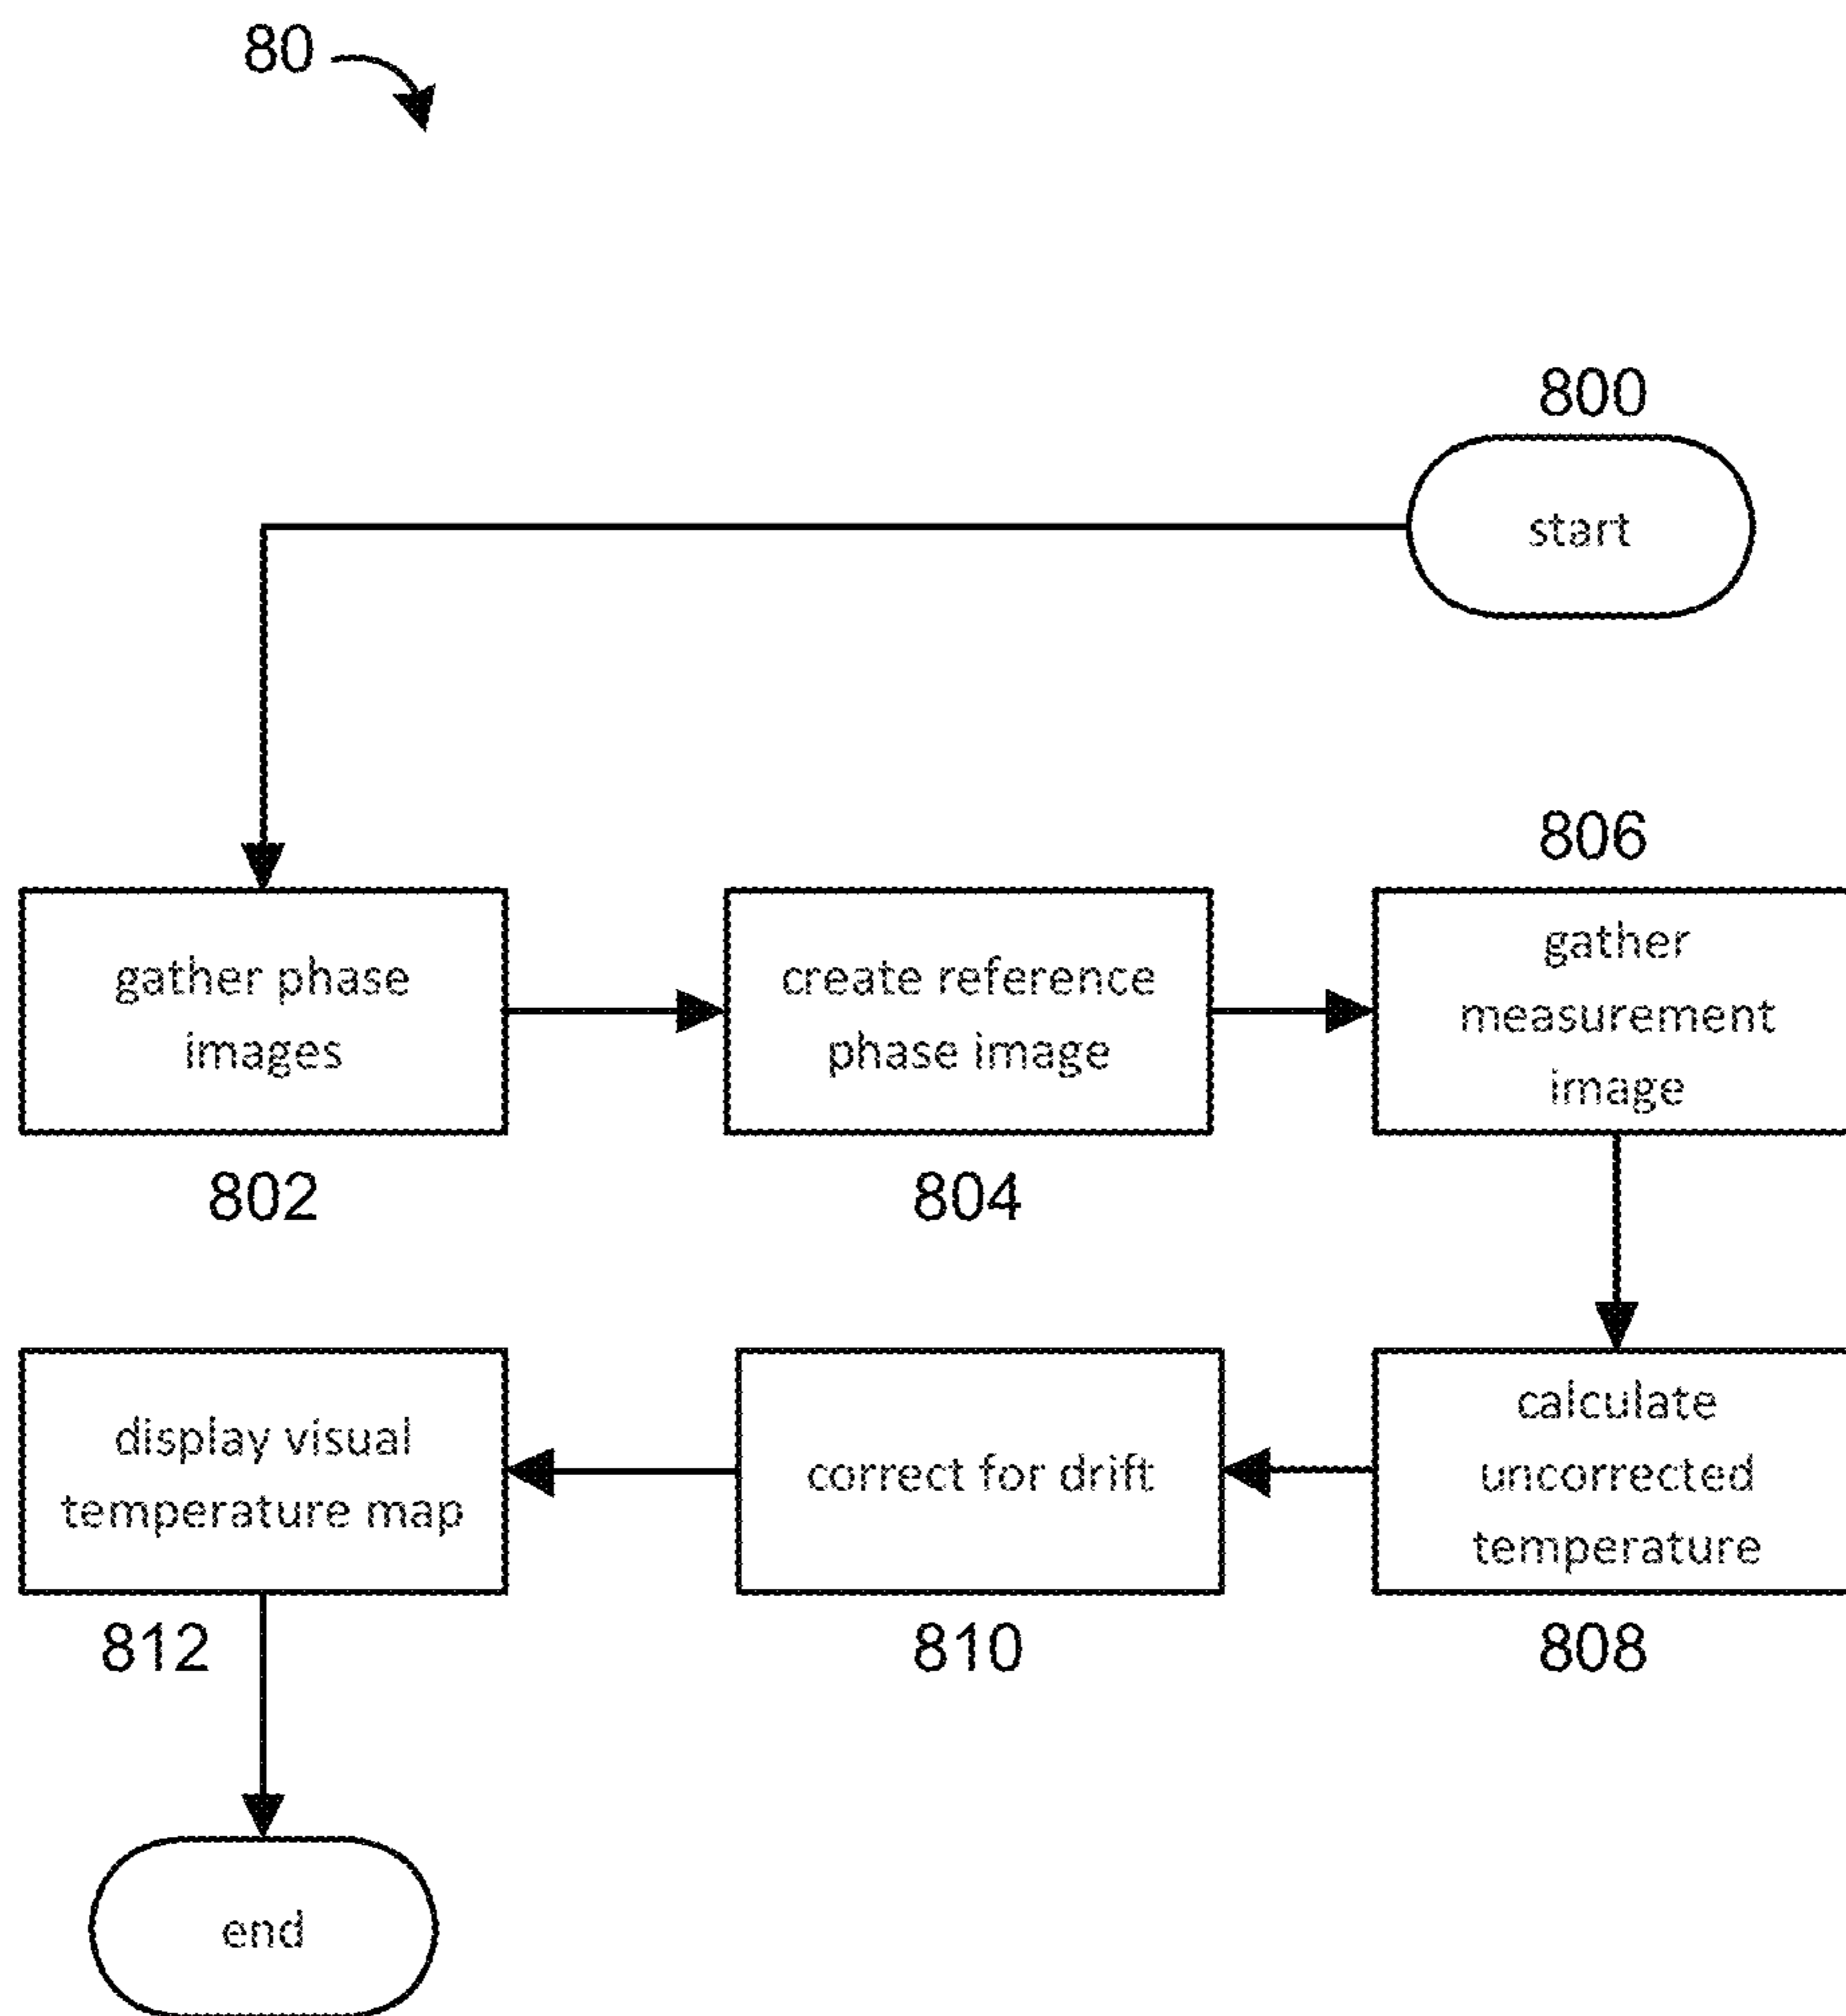 80
800
start
806
gather phase
images
create reference
phase image
gather
measurement
image
802
804
display visual
temperature map
correct for drift
calculate
uncorrected
temperature
812
810
808
end